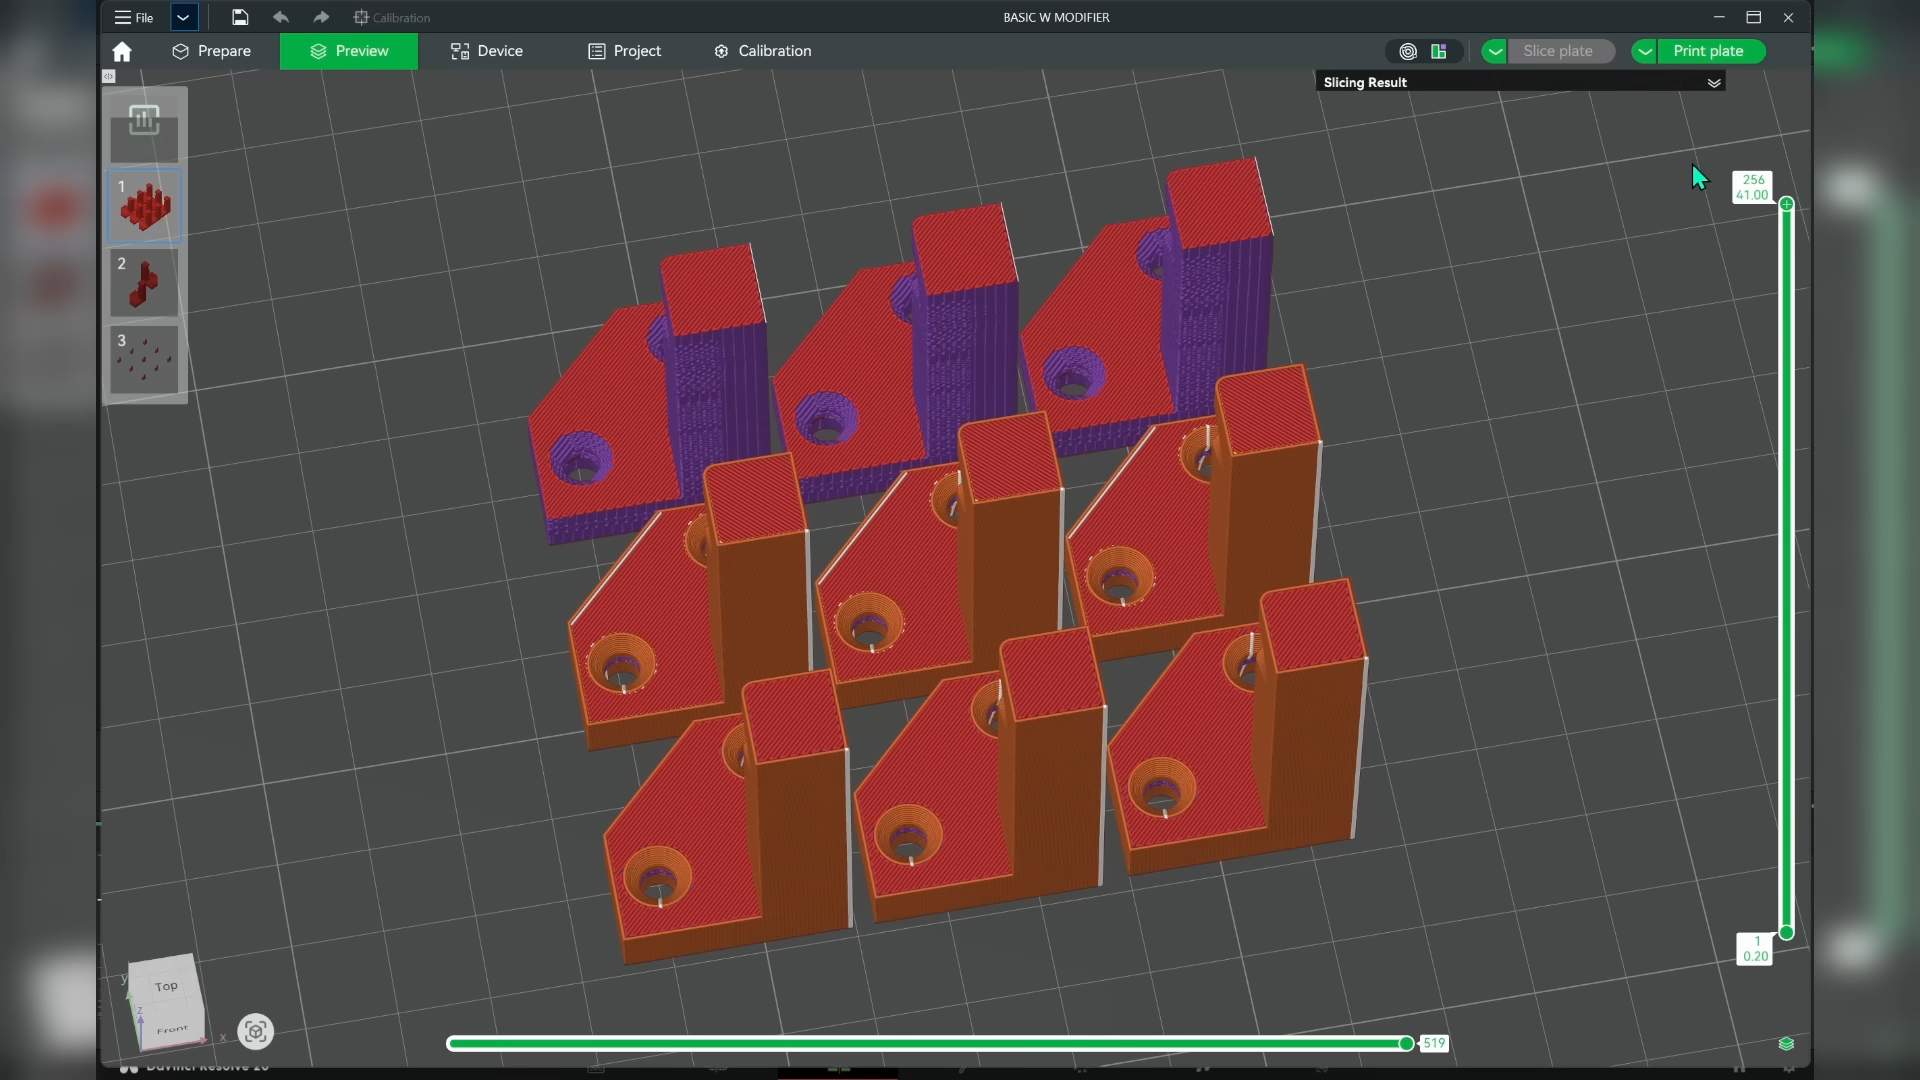 File
Calibration
BASIC W MODIFIER
Prepare
Preview
Device
Project
Calibration
Slice plate
Print plate
Slicing Result
1
2
3
256
41.00
1
0.20
519
Top
Front
y
z
x